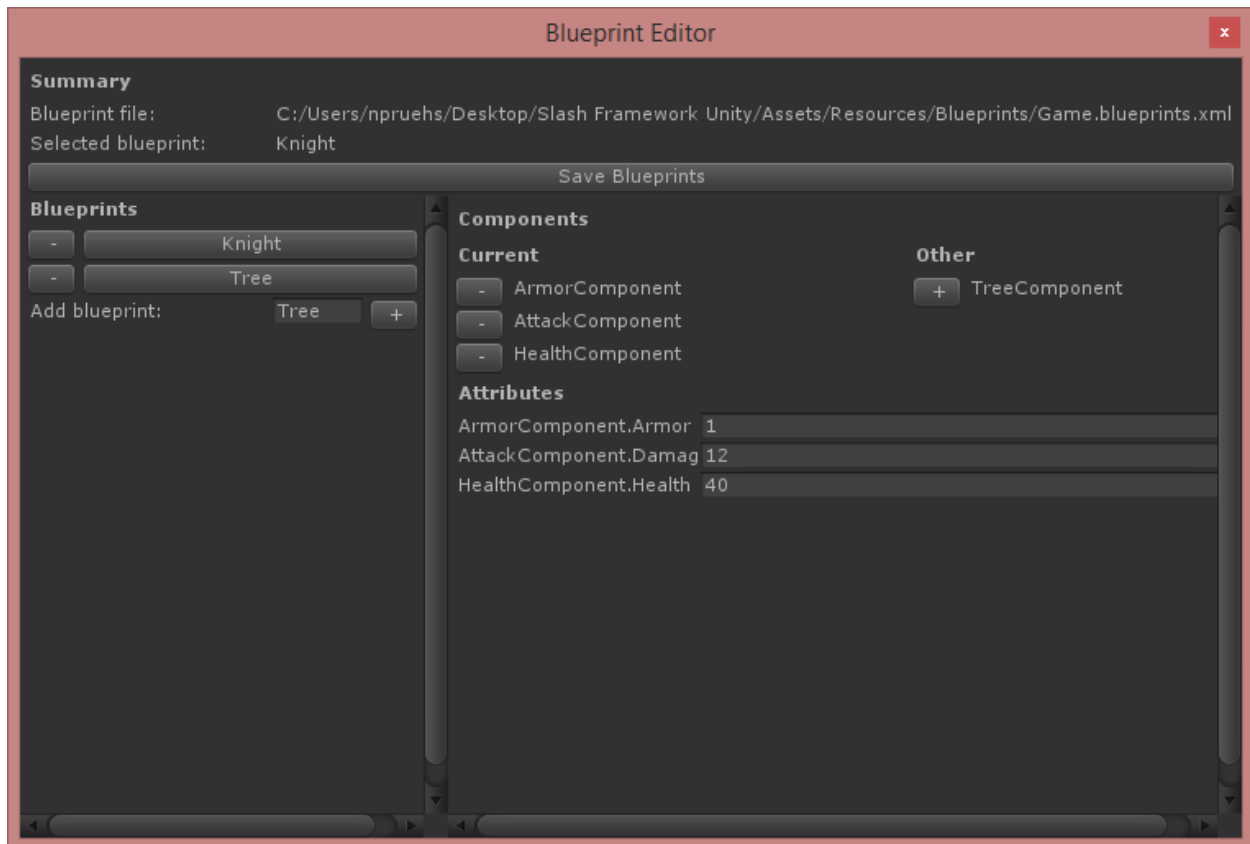 Blueprint Editor
x
Summary
Blueprint file: C:/Users/npruehs/Desktop/Slash Framework Unity/Assets/Resources/Blueprints/Game.blueprints.xml
Selected blueprint: Knight
Save Blueprints
Blueprints
- Knight
- Tree
Add blueprint: Tree +
Components
Current Other
- ArmorComponent + TreeComponent
- AttackComponent
- HealthComponent
Attributes
ArmorComponent.Armor 1
AttackComponent.Damag 12
HealthComponent.Health 40